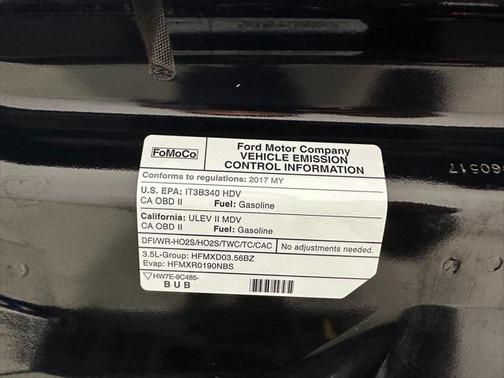 FoMoCo
Ford Motor Company
VEHICLE EMISSION
CONTROL INFORMATION
Conforms to regulations: 2017 MY
U.S. EPA: IT3B340 HDV
CA OBD II Fuel: Gasoline
California: ULEV II MDV
CA OBD II Fuel: Gasoline
DFI/WR-HO2S/HO2S/TWC/TC/CAC No adjustments needed.
3.5L-Group: HFMXD03.56BZ
Evap: HFMXR0190NBS
HW7E-9C485-
BUB